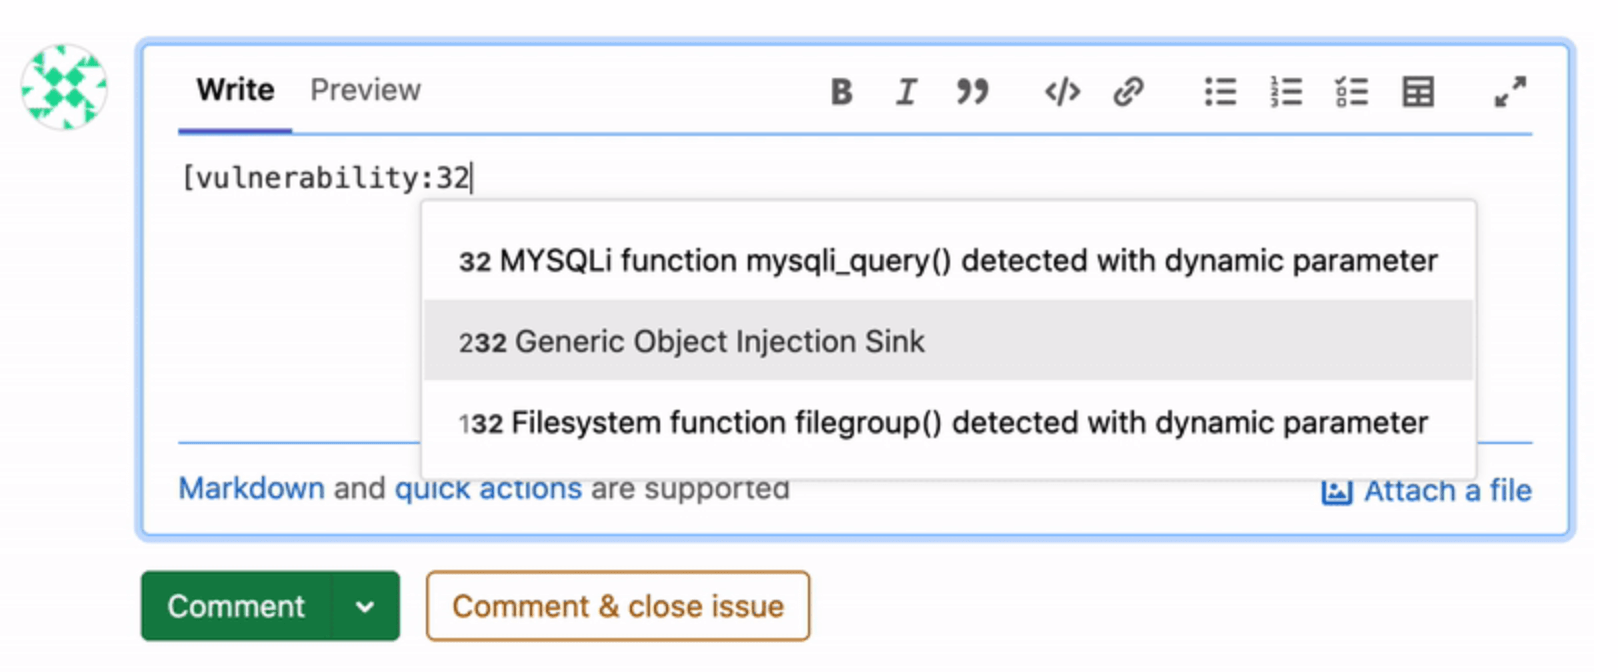 Write Preview
[vulnerability:32
32 MYSQLi function mysqli_query() detected with dynamic parameter
232 Generic Object Injection Sink
132 Filesystem function filegroup() detected with dynamic parameter
Markdown and quick actions are supported
Attach a file
Comment
Comment & close issue